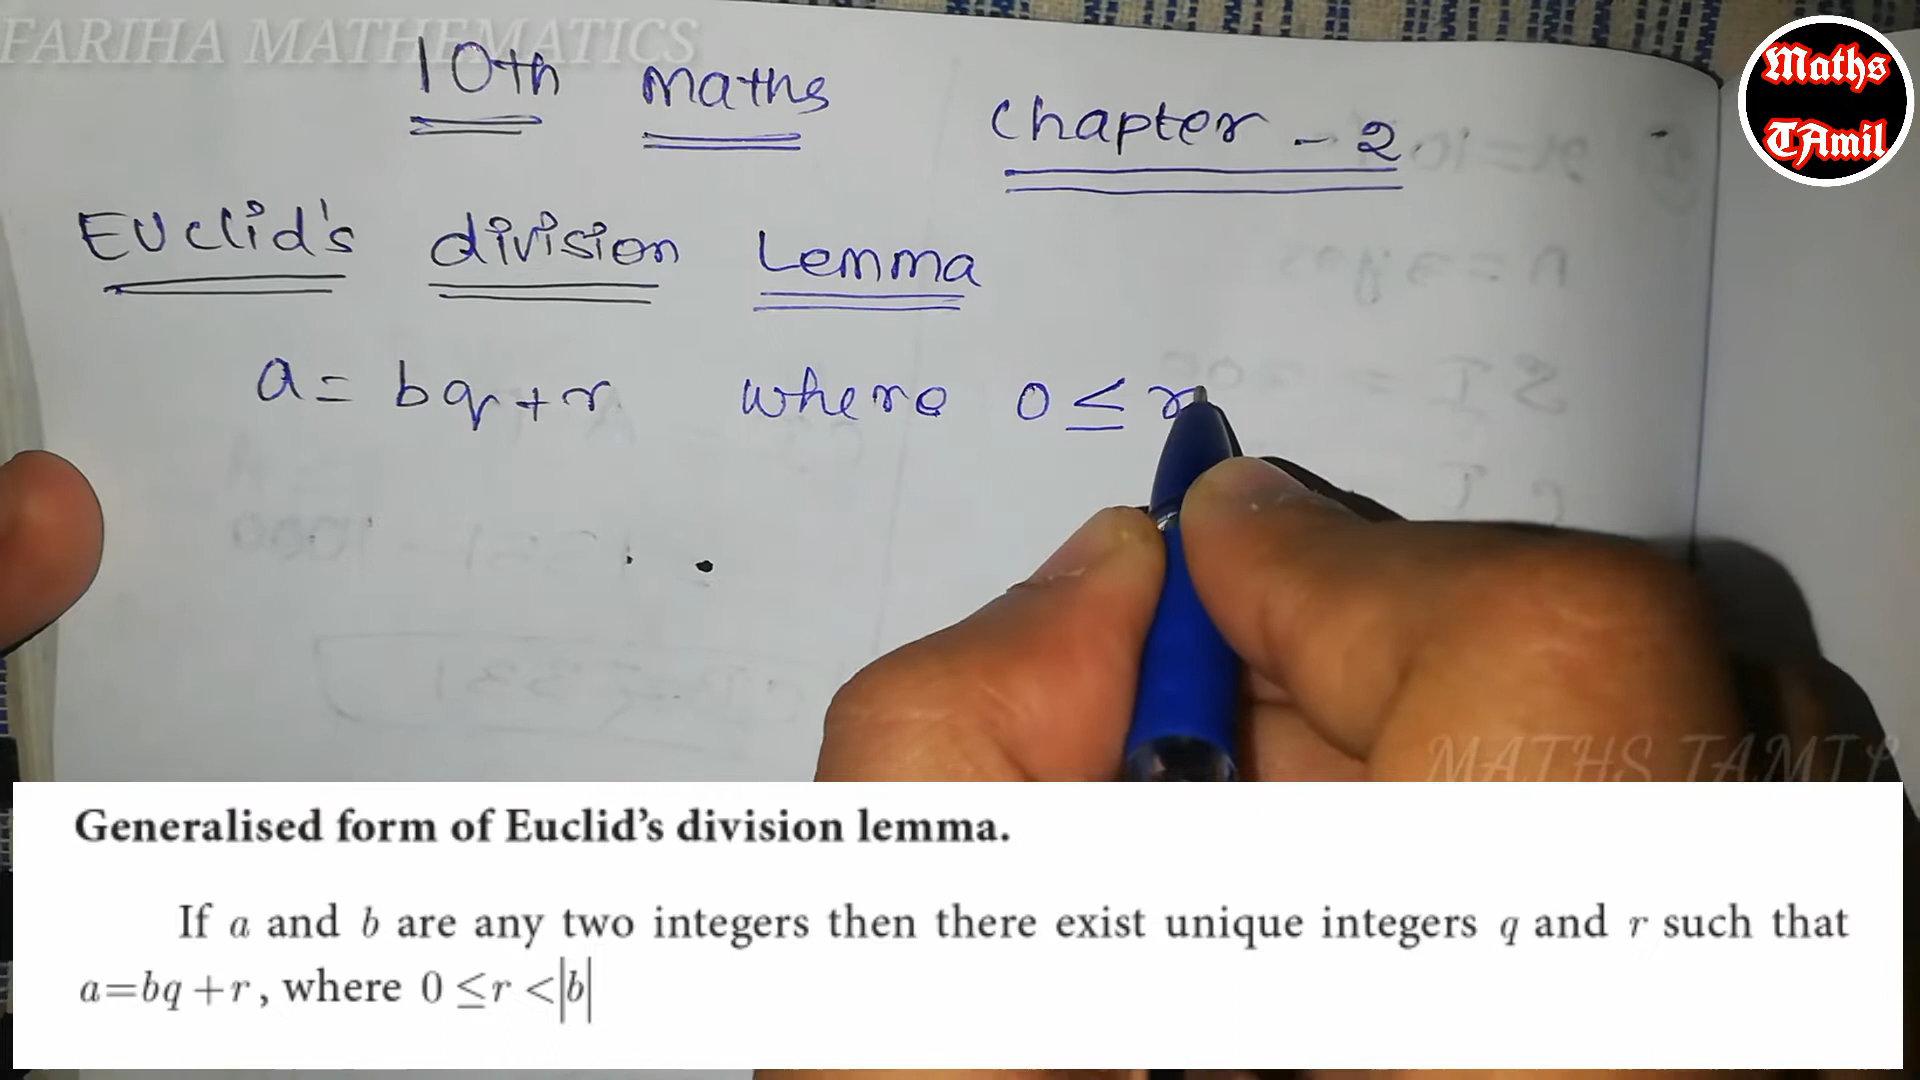 FARIHA MATHEMATICS
Maths
TAmil
10th maths
chapter - 2
Euclid's division Lemma
a = bq + r where 0 ≤ r
MATHS TAMIL
Generalised form of Euclid’s division lemma.
If a and b are any two integers then there exist unique integers q and r such that
a=bq+r, where 0 ≤ r <|b|